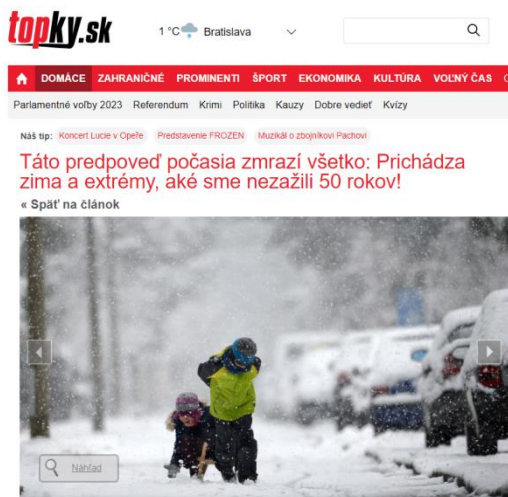 topky.sk
1 °C Bratislava
DOMÁCE ZAHRANIČNÉ PROMINENTI ŠPORT EKONOMIKA KULTÚRA VOĽNÝ ČAS
Parlamentné voľby 2023 Referendum Krimi Politika Kauzy Dobre vedieť Kvízy
Náš tip: Koncert Lucie v Opeře Predstavenie FROZEN Muzikál o zbojníkovi Pachovi
Táto predpoveď počasia zmrazí všetko: Prichádza
zima a extrémy, aké sme nezažili 50 rokov!
« Späť na článok
Náhľad